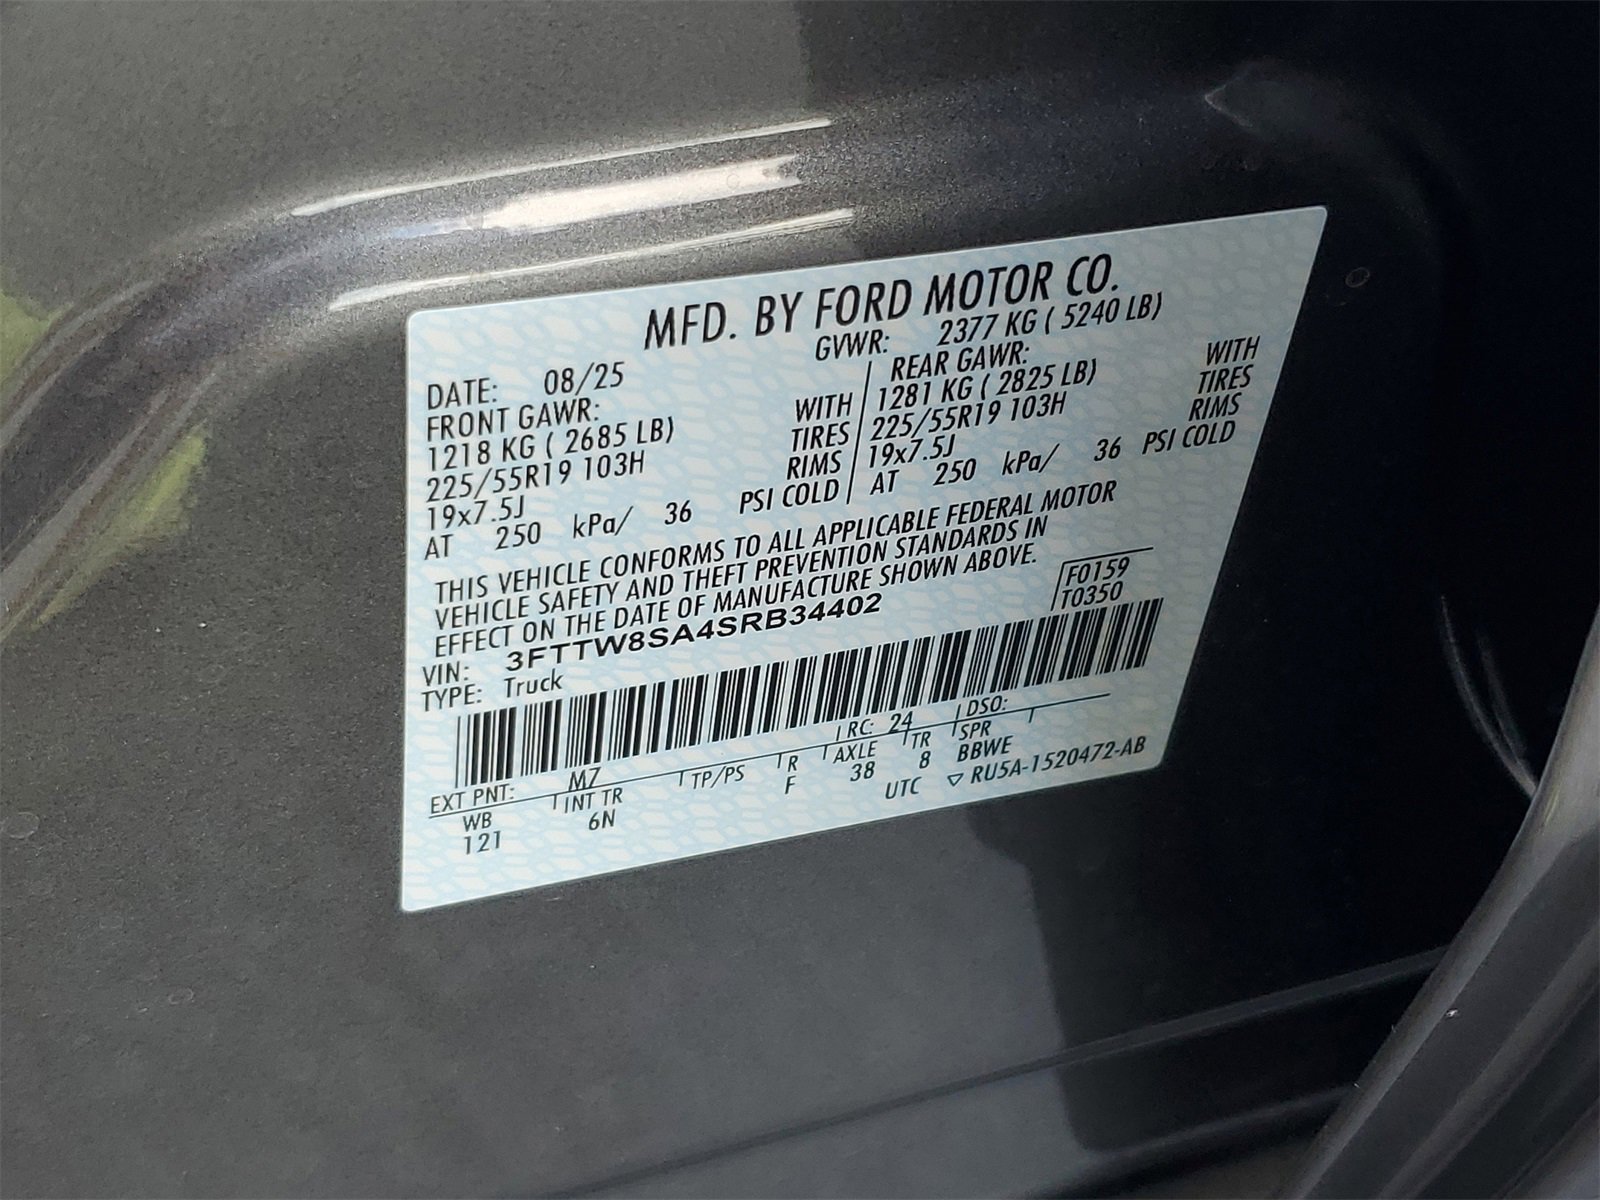 MFD. BY FORD MOTOR CO.
DATE: 08/25 GVWR: 2377 KG ( 5240 LB)
FRONT GAWR: REAR GAWR:
1218 KG ( 2685 LB) WITH 1281 KG ( 2825 LB) WITH
225/55R19 103H TIRES 225/55R19 103H TIRES
19x7.5J RIMS 19x7.5J RIMS
AT 250 kPa/ 36 PSI COLD AT 250 kPa/ 36 PSI COLD
THIS VEHICLE CONFORMS TO ALL APPLICABLE FEDERAL MOTOR
VEHICLE SAFETY AND THEFT PREVENTION STANDARDS IN
EFFECT ON THE DATE OF MANUFACTURE SHOWN ABOVE.
VIN: 3FTTW8SA4SRB34402 F0159
TYPE: Truck T0350
EXT PNT: M7 RC: 24 DSO:
WB INT TR TP/PS R AXLE TR SPR
121 6N F 38 8 BBWE
UTC ▽ RU5A-1520472-AB